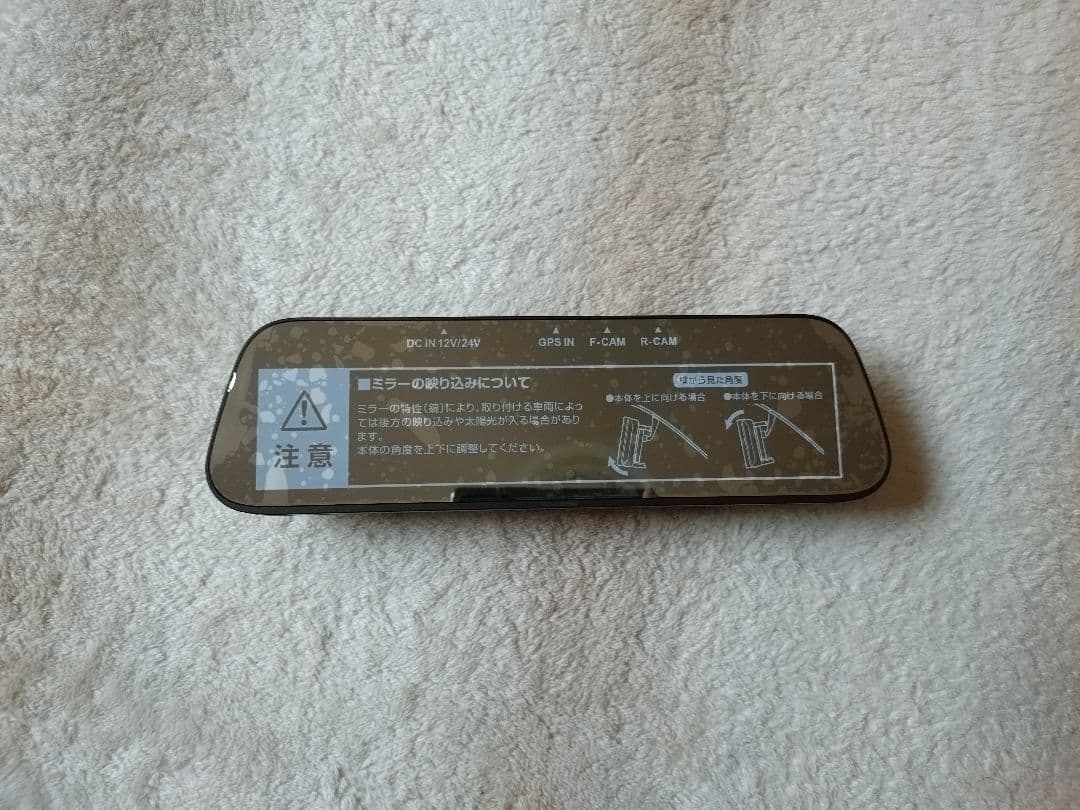 DC IN 12V/24V
GPS IN
F-CAM
R-CAM
注意
■ミラーの映り込みについて
ミラーの特性(鏡)により、取り付ける車両によっ
ては後方の映り込みや太陽光が入る場合があり
ます。
本体の角度を上下に調整してください。
横から見た角度
●本体を上に向ける場合
●本体を下に向ける場合